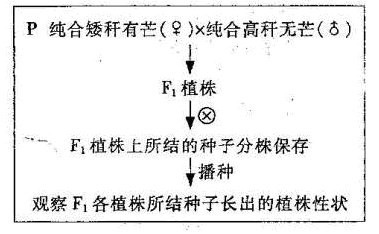 P 纯合矮秆有芒(♀)×纯合高秆无芒(♂)
F₁植株
⊗
F₁植株上所结的种子分株保存
播种
观察F₁各植株所结种子长出的植株性状